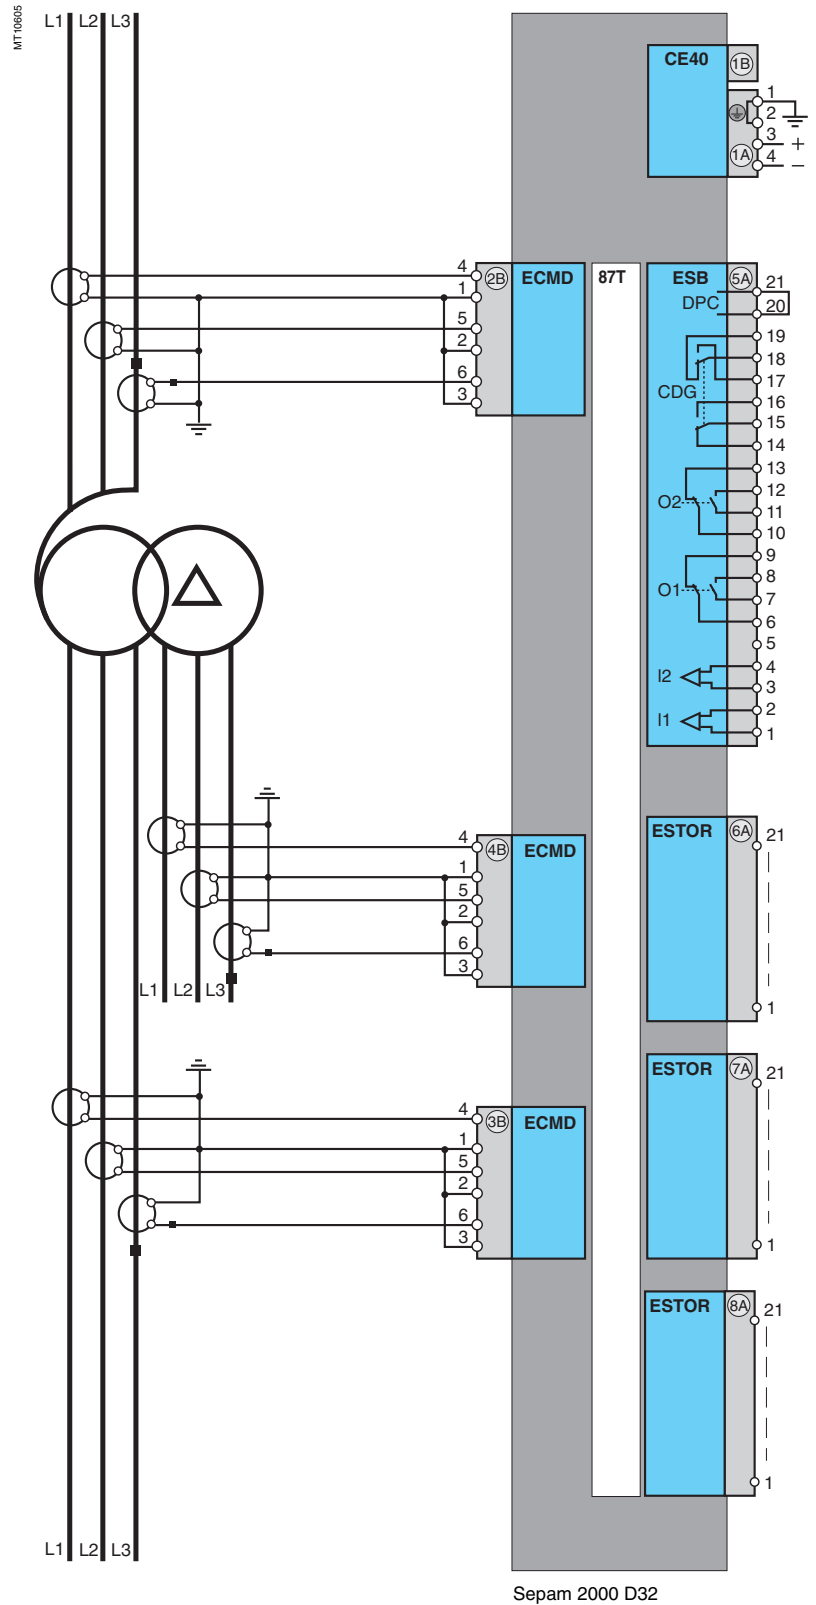 MT10605
L1 L2 L3
CE40 1B
1
2
3 +
1A 4 −
4 2B ECMD 87T ESB 5A 21
1 DPC 20
5 19
2 18
6 CDG 17
3 16
15
14
13
12
O2 11
10
9
8
O1 7
6
5
I2 4
3
I1 2
1
4 4B ECMD ESTOR 6A 21
1
5
2
6
3
L1 L2 L3 1
4 3B ECMD ESTOR 7A 21
1
5
2
6
3 1
ESTOR 8A 21
1
L1 L2 L3
Sepam 2000 D32